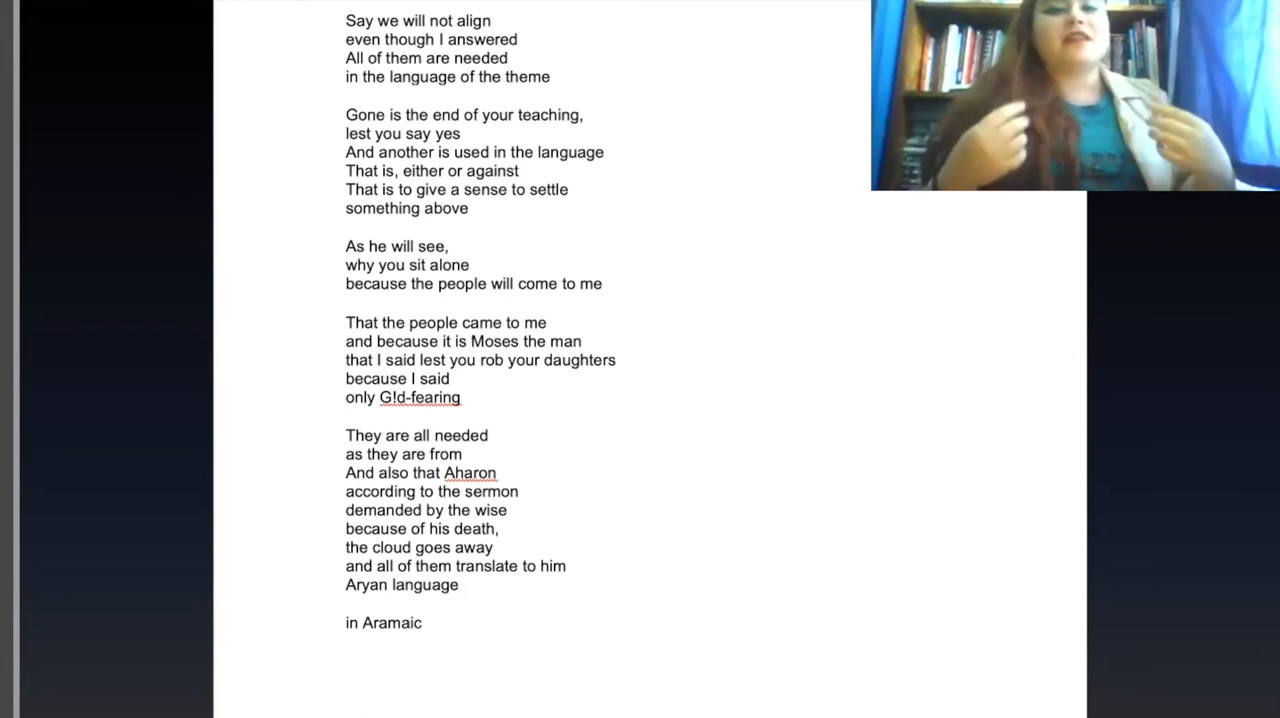 Say we will not align
even though I answered
All of them are needed
in the language of the theme
Gone is the end of your teaching,
lest you say yes
And another is used in the language
That is, either or against
That is to give a sense to settle
something above
As he will see,
why you sit alone
because the people will come to me
That the people came to me
and because it is Moses the man
that I said lest you rob your daughters
because I said
only G!d-fearing
They are all needed
as they are from
And also that Aharon
according to the sermon
demanded by the wise
because of his death,
the cloud goes away
and all of them translate to him
Aryan language
in Aramaic